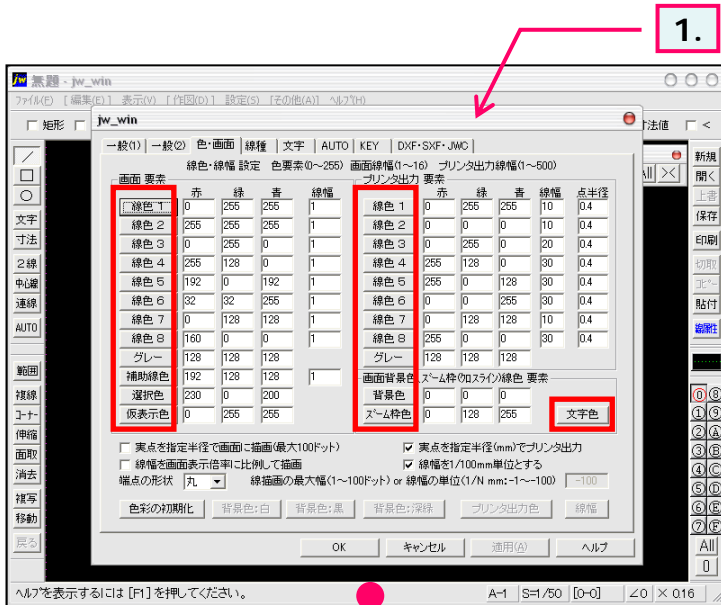 1.
無題 - jw_win
ファイル(F) [編集(E)] 表示(V) [作図(D)] 設定(S) [その他(A)] ヘルプ(H)
矩形
寸法値 <
jw_win
一般(1) 一般(2) 色・画面 線種 文字 AUTO KEY DXF・SXF・JWC
線色・線幅 設定 色要素(0~255) 画面線幅(1~16) プリンタ出力線幅(1~500)
画面 要素 プリンタ出力 要素
赤 緑 青 線幅 赤 緑 青 線幅 点半径
線色 1 0 255 255 1 線色 1 0 255 255 10 0.4
線色 2 255 255 255 1 線色 2 0 0 0 10 0.4
線色 3 0 255 0 1 線色 3 0 255 0 20 0.4
線色 4 255 128 0 1 線色 4 255 128 0 30 0.4
線色 5 192 0 192 1 線色 5 255 0 128 30 0.4
線色 6 32 32 255 1 線色 6 0 0 255 30 0.4
線色 7 0 128 128 1 線色 7 0 128 128 10 0.4
線色 8 160 0 0 1 線色 8 255 0 0 30 0.4
グレー 128 128 128 グレー 128 128 128
補助線色 192 128 128 1 画面背景色、ズーム枠(クロスライン)線色 要素
選択色 230 0 200 背景色 0 0 0
仮表示色 0 255 255 ズーム枠色 0 128 255 文字色
実点を指定半径で画面に描画(最大100ドット) 実点を指定半径(mm)でプリンタ出力
線幅を画面表示倍率に比例して描画 線幅を1/100mm単位とする
端点の形状 丸 線描画の最大幅(1~100ドット) or 線幅の単位(1/N mm:-1~-100) -100
色彩の初期化 背景色:白 背景色:黒 背景色:深緑 プリンタ出力色 線幅
OK キャンセル 適用(A) ヘルプ
文字
寸法
2線
中心線
連線
AUTO
範囲
複線
コーナー
伸縮
面取
消去
複写
移動
戻る
All
新規
開く
上書
保存
印刷
切取
コピー
貼付
線属性
0 8
1 9
2 A
3 B
4 C
5 D
6 E
7 F
All
0
ヘルプを表示するには [F1] を押してください。
A-1 S=1/50 [0-0] ∠0 × 0.16